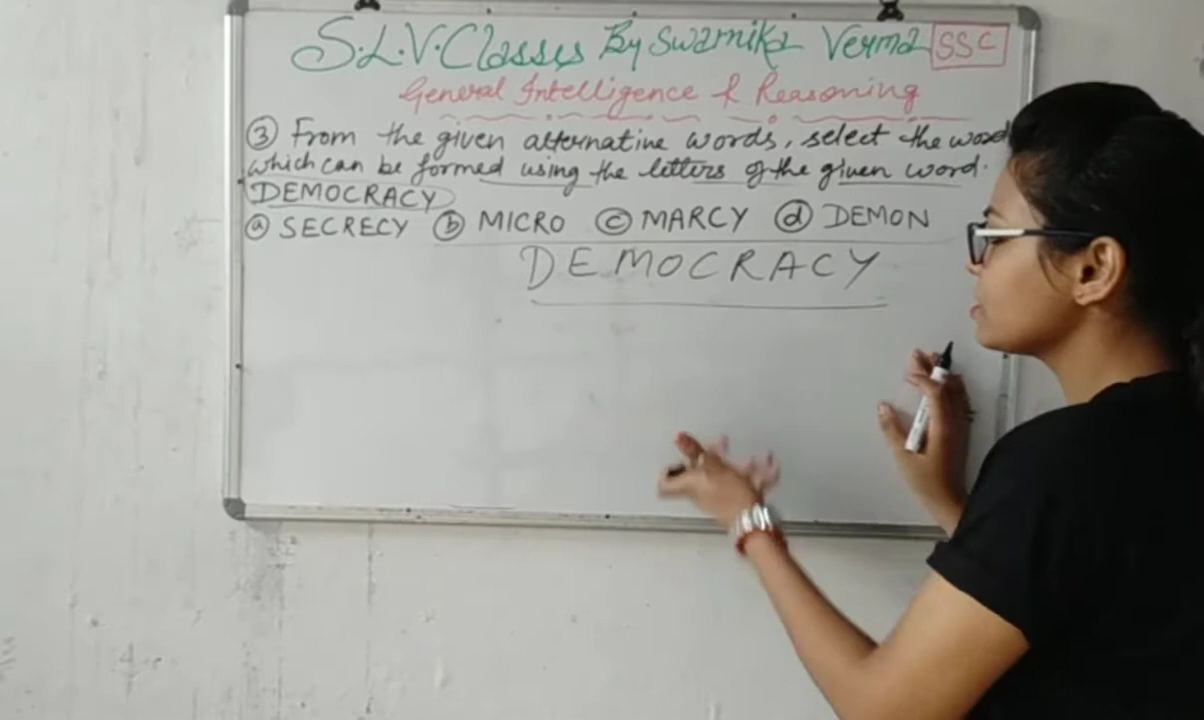 S.L.V. Classes By Swarnika Verma SSC
General Intelligence & Reasoning
③ From the given alternative words, select the word
which can be formed using the letters of the given word.
DEMOCRACY
ⓐ SECRECY ⓑ MICRO ⓒ MARCY ⓓ DEMON
DEMOCRACY